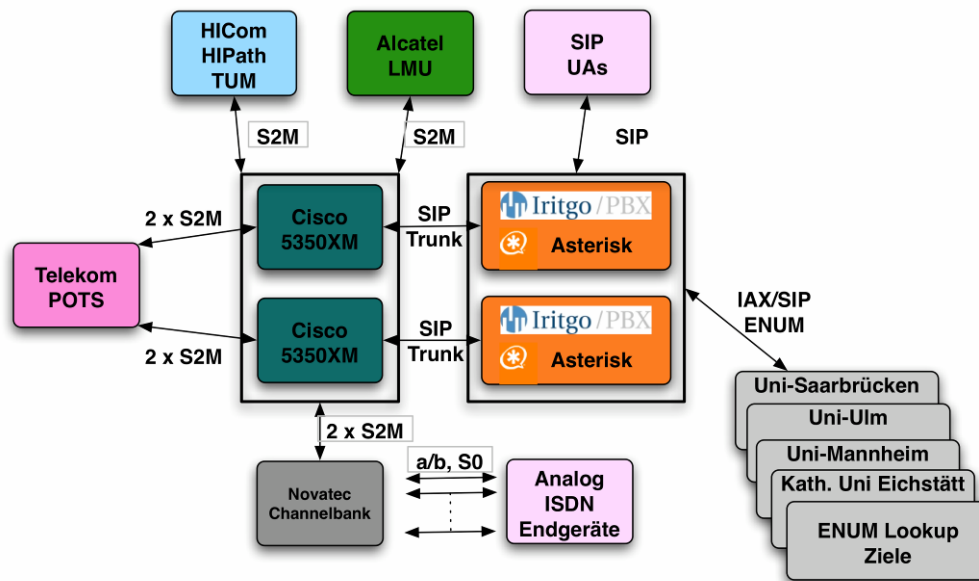 HICom
HIPath
TUM
Alcatel
LMU
SIP
UAs
S2M
S2M
SIP
2 x S2M
Cisco
5350XM
SIP
Trunk
Iritgo/PBX
Asterisk
Telekom
POTS
IAX/SIP
ENUM
2 x S2M
Cisco
5350XM
SIP
Trunk
Iritgo/PBX
Asterisk
Uni-Saarbrücken
Uni-Ulm
Uni-Mannheim
Kath. Uni Eichstätt
ENUM Lookup
Ziele
2 x S2M
a/b, S0
Novatec
Channelbank
Analog
ISDN
Endgeräte